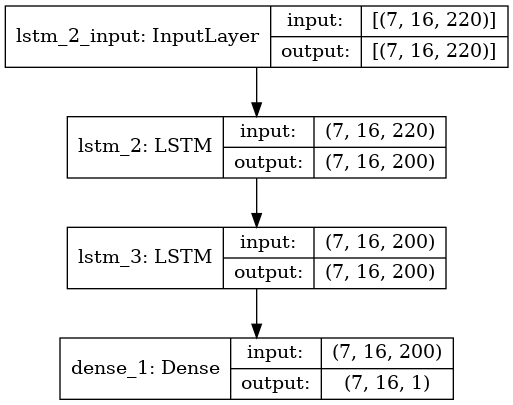 lstm_2_input: InputLayer
input: [(7, 16, 220)]
output: [(7, 16, 220)]
lstm_2: LSTM
input: (7, 16, 220)
output: (7, 16, 200)
lstm_3: LSTM
input: (7, 16, 200)
output: (7, 16, 200)
dense_1: Dense
input: (7, 16, 200)
output: (7, 16, 1)